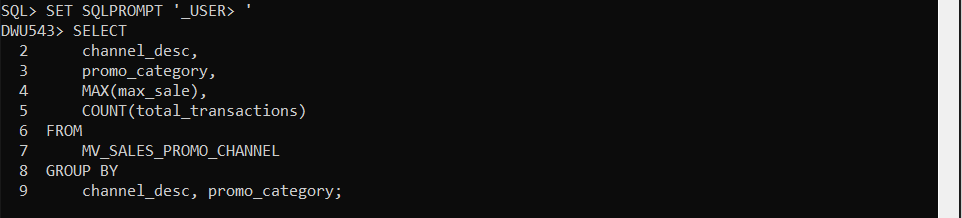 SQL> SET SQLPROMPT '_USER> '
DWU543> SELECT
  2      channel_desc,
  3      promo_category,
  4      MAX(max_sale),
  5      COUT(total_transactions)
  6  FROM
  7      MV_SALES_PROMO_CHANNEL
  8  GROUP BY
  9      channel_desc, promo_category;